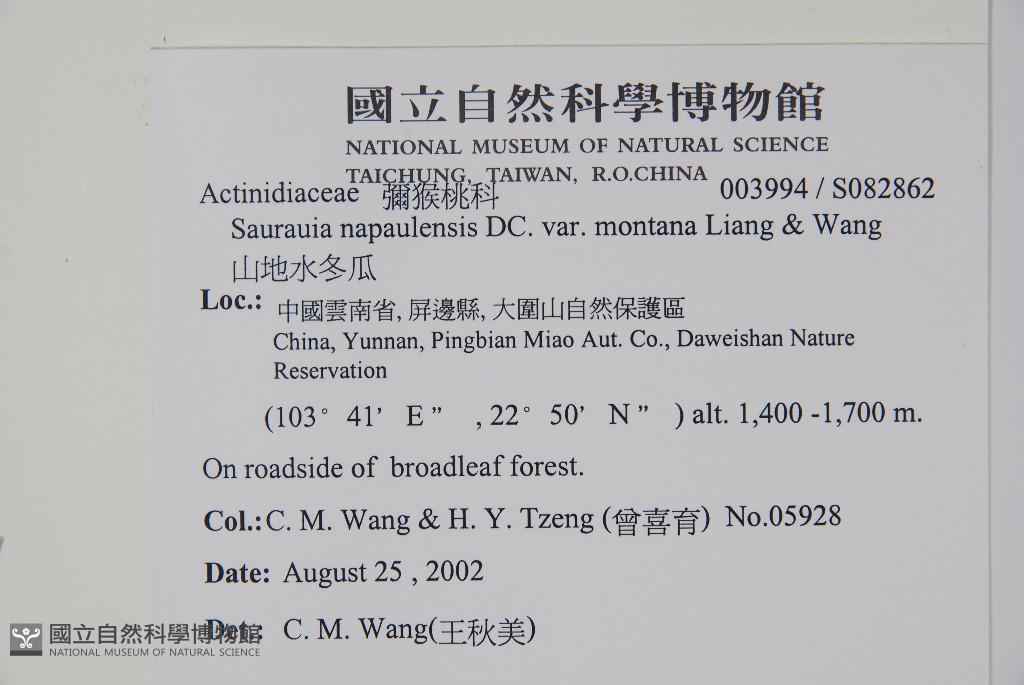 國立自然科學博物館
NATIONAL MUSEUM OF NATURAL SCIENCE
TAICHUNG, TAIWAN, R.O.CHINA
Actinidiaceae 獼猴桃科 003994 / S082862
Saurauia napaulensis DC. var. montana Liang & Wang
山地水冬瓜
Loc.: 中國雲南省, 屏邊縣, 大圍山自然保護區
China, Yunnan, Pingbian Miao Aut. Co., Daweishan Nature
Reservation
(103° 41’ E ” , 22° 50’ N ” ) alt. 1,400 -1,700 m.
On roadside of broadleaf forest.
Col.: C. M. Wang & H. Y. Tzeng (曾喜育) No.05928
Date: August 25 , 2002
Det.: C. M. Wang(王秋美)
國立自然科學博物館
NATIONAL MUSEUM OF NATURAL SCIENCE